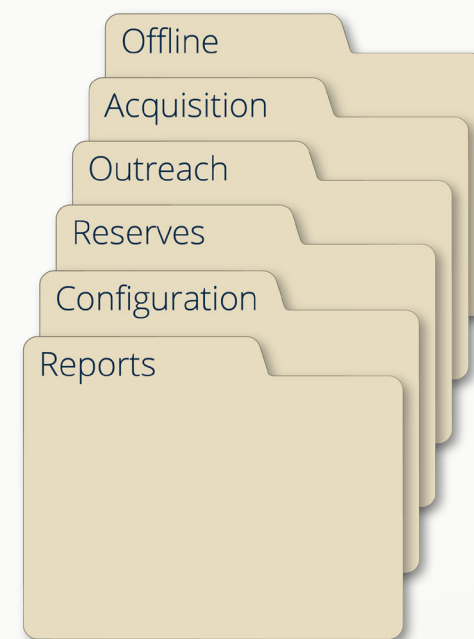 Offline
Acquisition
Outreach
Reserves
Configuration
Reports